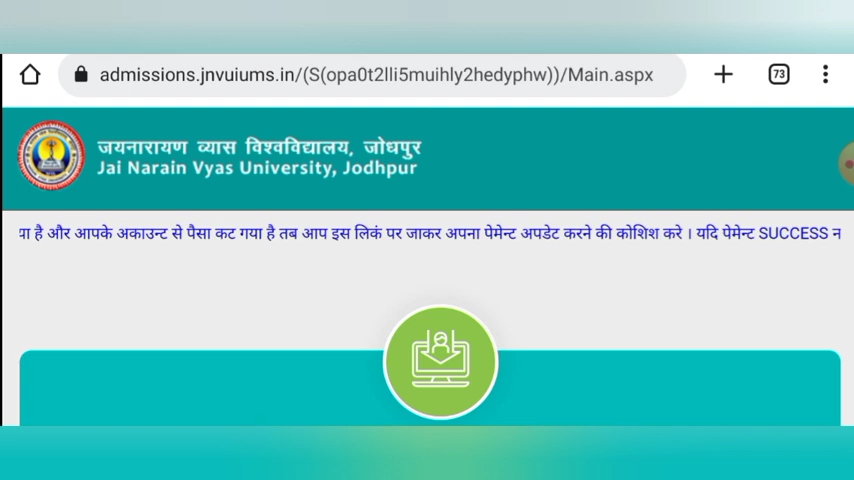 admissions.jnvuiums.in/(S(opa0t2lli5muihly2hedyphw))/Main.aspx
73
जयनारायण व्यास विश्वविद्यालय, जोधपुर
Jai Narain Vyas University, Jodhpur
है और आपके अकाउन्ट से पैसा कट गया है तब आप इस लिकं पर जाकर अपना पेमेन्ट अपडेट करने की कोशिश करे । यदि पेमेन्ट SUCCESS न